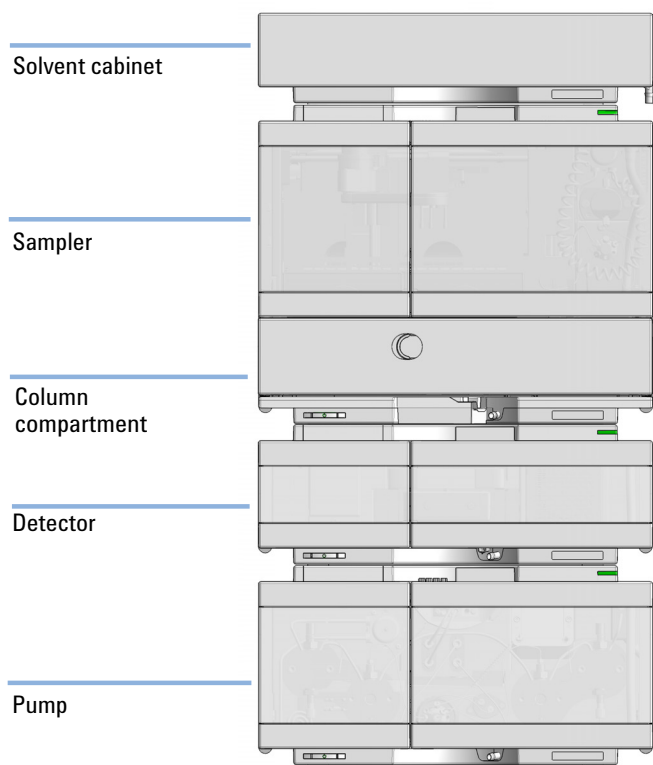 Solvent cabinet
Sampler
Column
compartment
Detector
Pump